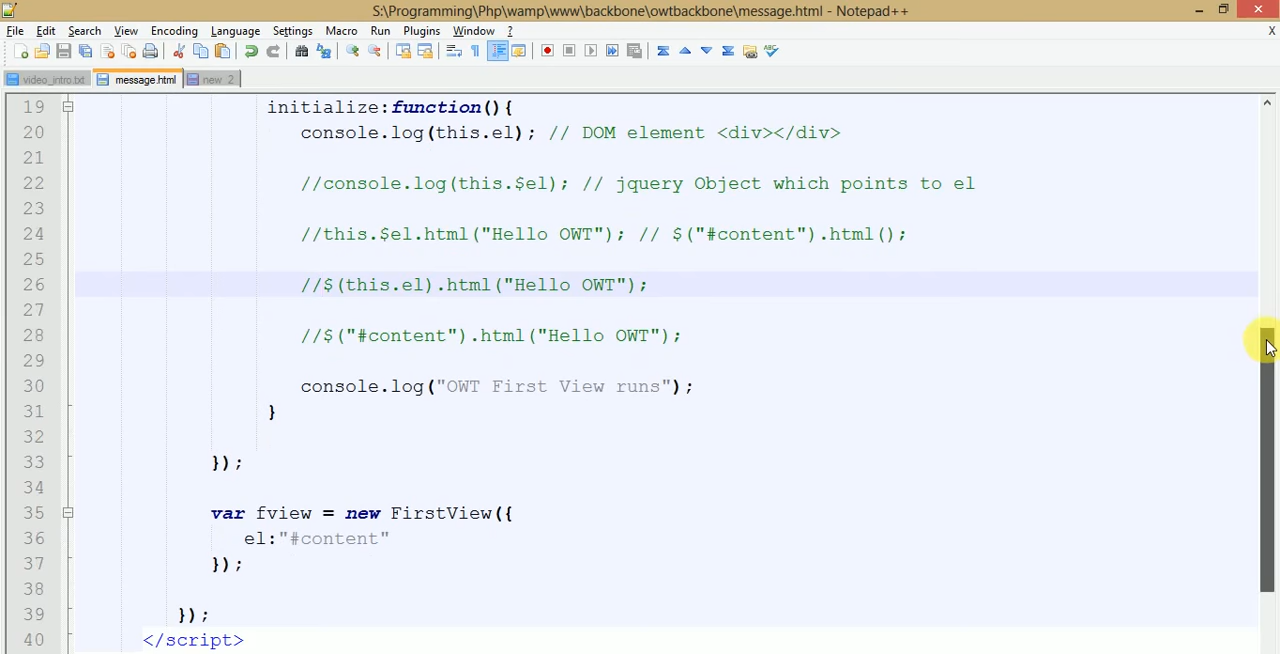 S:\Programming\Php\wamp\www\backbone\owtbackbone\message.html - Notepad++
File Edit Search View Encoding Language Settings Macro Run Plugins Window ? X
video_intro.txt message.html new 2
19 initialize:function(){
20 console.log(this.el); // DOM element <div></div>
21
22 //console.log(this.$el); // jquery Object which points to el
23
24 //this.$el.html("Hello OWT"); // $("#content").html();
25
26 //$(this.el).html("Hello OWT");
27
28 //$("#content").html("Hello OWT");
29
30 console.log("OWT First View runs");
31 }
32
33 });
34
35 var fview = new FirstView({
36 el:"#content"
37 });
38
39 });
40 </script>